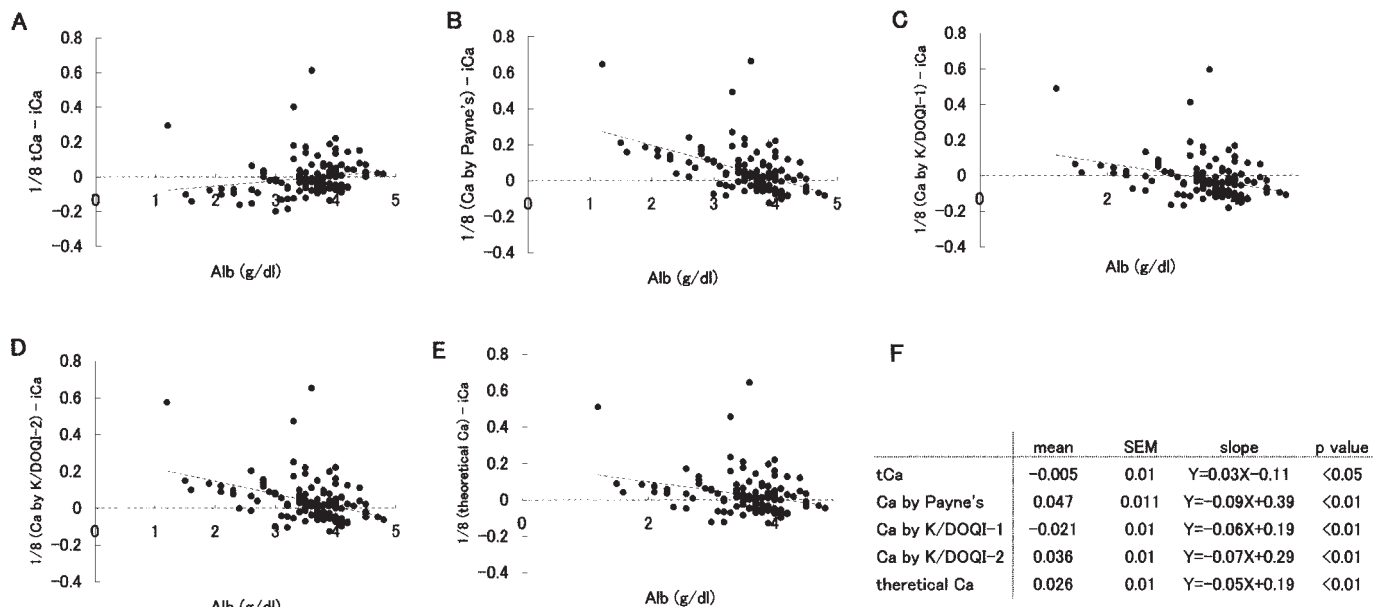 A
0.8
0.6
0.4
0.2
0
−0.2
−0.4
0
1
2
3
4
5
1/8 tCa − iCa
Alb (g/dl)
B
0.8
0.6
0.4
0.2
0
−0.2
−0.4
0
1
2
3
4
5
1/8 (Ca by Payne's) − iCa
Alb (g/dl)
C
0.8
0.6
0.4
0.2
0
−0.2
−0.4
0
2
4
1/8 (Ca by K/DOQI-1) − iCa
Alb (g/dl)
D
0.8
0.6
0.4
0.2
0
−0.2
−0.4
0
1
2
3
4
5
1/8 (Ca by K/DOQI-2) − iCa
Alb (g/dl)
E
0.8
0.6
0.4
0.2
0
−0.2
−0.4
0
2
4
1/8 (theoretical Ca) − iCa
Alb (g/dl)
F
mean SEM slope p value
tCa −0.005 0.01 Y=0.03X−0.11 <0.05
Ca by Payne's 0.047 0.011 Y=−0.09X+0.39 <0.01
Ca by K/DOQI-1 −0.021 0.01 Y=−0.06X+0.19 <0.01
Ca by K/DOQI-2 0.036 0.01 Y=−0.07X+0.29 <0.01
theretical Ca 0.026 0.01 Y=−0.05X+0.19 <0.01